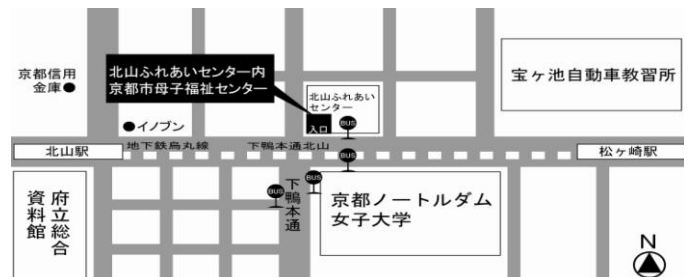 京都信用
金庫●
北山ふれあいセンター内
京都市母子福祉センター
北山ふれあい
センター
入口
BUS
宝ヶ池自動車教習所
●イノブン
地下鉄烏丸線
下鴨本通北山
北山駅
BUS
松ヶ崎駅
府立総合
資料館
BUS
下鴨本通
BUS
京都ノートルダム
女子大学
N